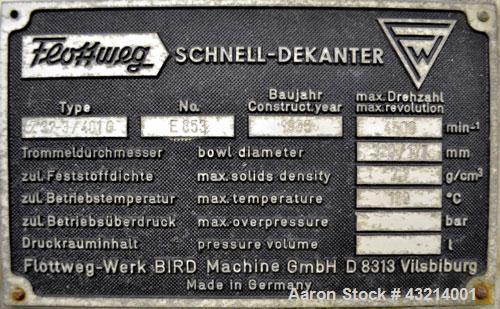 Flottweg SCHNELL-DEKANTER FW
Baujahr max.Drehzahl
Type No. Construct.year max.revolution
E 853 min⁻¹
Trommeldurchmesser bowl diameter mm
zul.Feststoffdichte max.solids density g/cm³
zul.Betriebstemperatur max.temperature °C
zul.Betriebsüberdruck max.overpressure bar
Druckrauminhalt pressure volume l
Flottweg-Werk BIRD Machine GmbH D 8313 Vilsbiburg
Made in Germany
Aaron Stock # 43214001